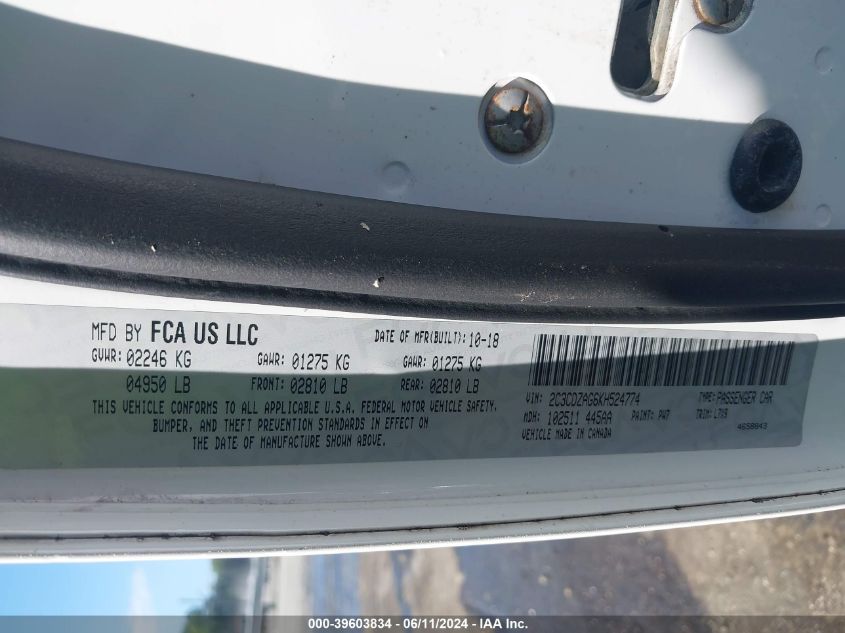 MFD BY FCA US LLC
DATE OF MFR(BUILT): 10-18
GVWR: 02246 KG GAWR: 01275 KG GAWR: 01275 KG
04950 LB FRONT: 02810 LB REAR: 02810 LB
THIS VEHICLE CONFORMS TO ALL APPLICABLE U.S.A. FEDERAL MOTOR VEHICLE SAFETY,
BUMPER, AND THEFT PREVENTION STANDARDS IN EFFECT ON
THE DATE OF MANUFACTURE SHOWN ABOVE.
VIN: 2C3CDZAG6KH524774 TYPE: PASSENGER CAR
MDH: 102511 445AA PAINT: PW7 TRIM: L7X9
VEHICLE MADE IN CANADA 4658843
000-39603834 - 06/11/2024 - IAA Inc.